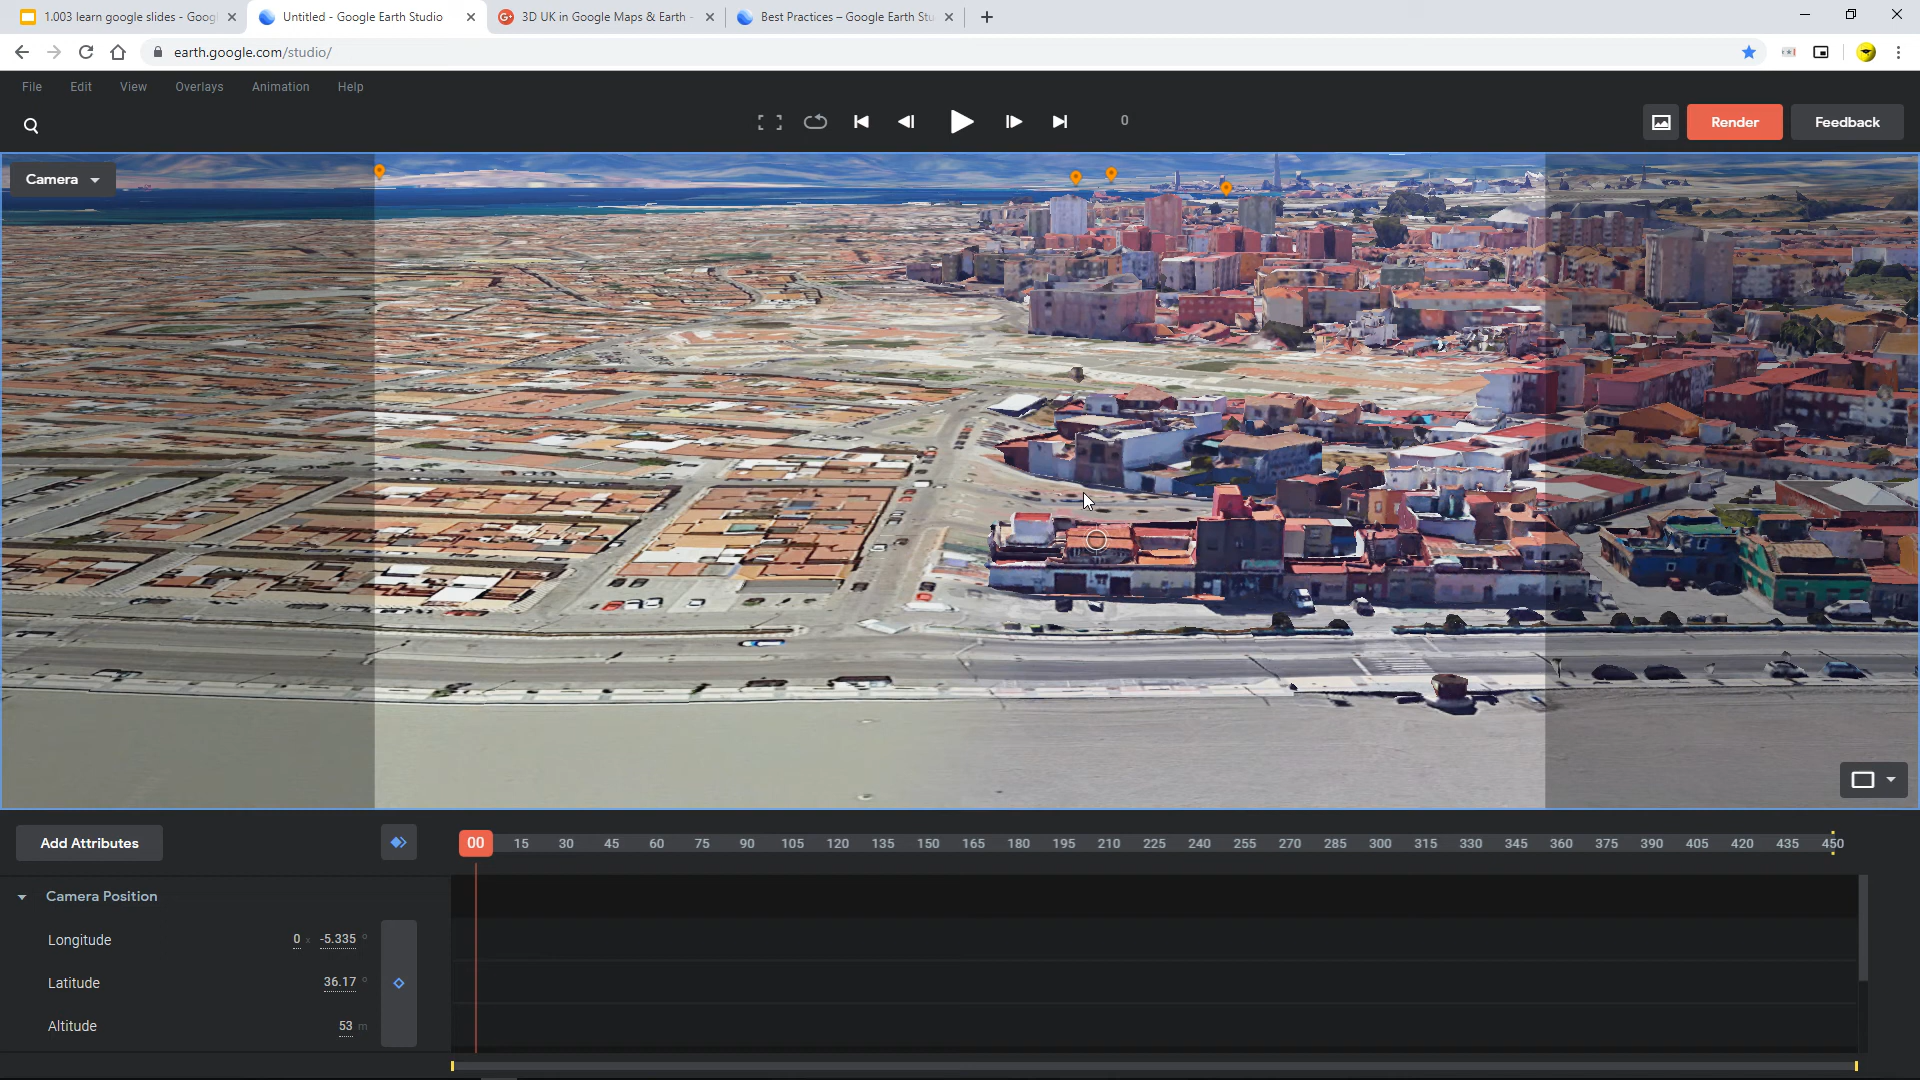 1.003 learn google slides - Goog
Untitled - Google Earth Studio
3D UK in Google Maps & Earth -
Best Practices – Google Earth Stu
earth.google.com/studio/
File Edit View Overlays Animation Help
0
Render
Feedback
Camera
Add Attributes
00 15 30 45 60 75 90 105 120 135 150 165 180 195 210 225 240 255 270 285 300 315 330 345 360 375 390 405 420 435 450
Camera Position
Longitude 0 x -5.335 °
Latitude 36.17 °
Altitude 53 m